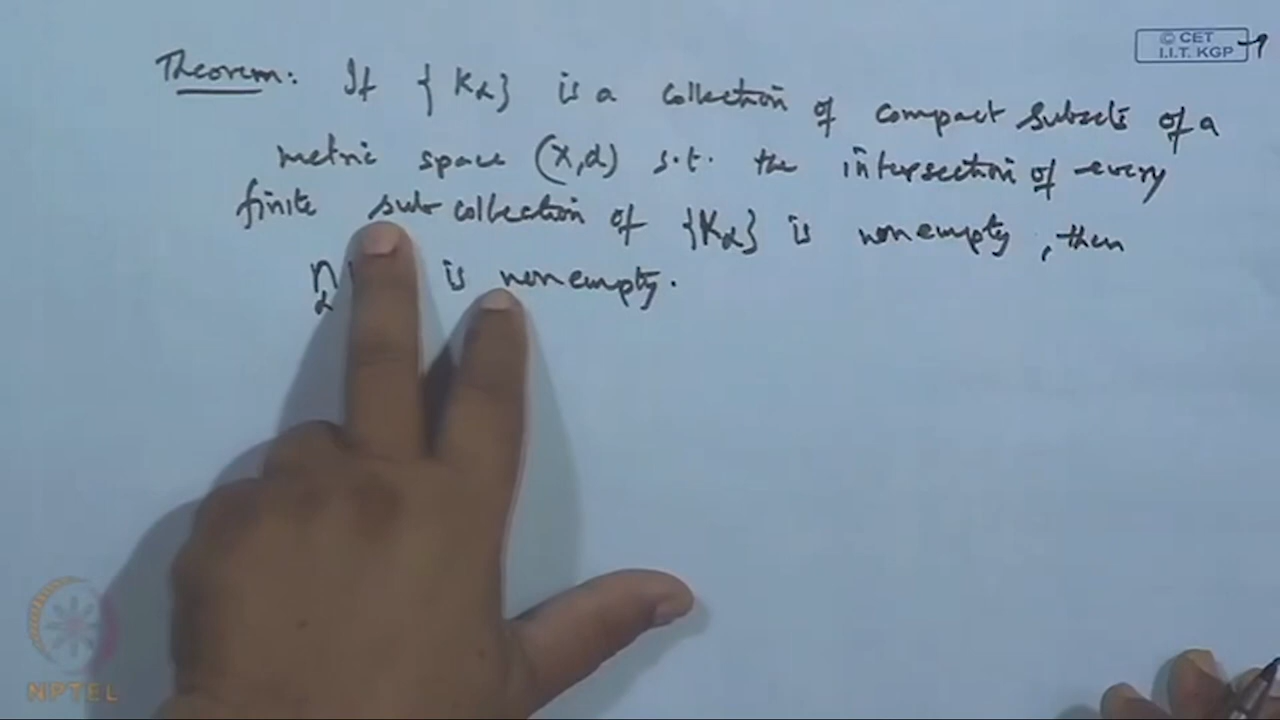 © CET
I.I.T. KGP
Theorem: If {Kα} is a collection of compact subsets of a
metric space (X,d) s.t. the intersection of every
finite sub collection of {Kα} is nonempty, then
∩α is nonempty.
NPTEL